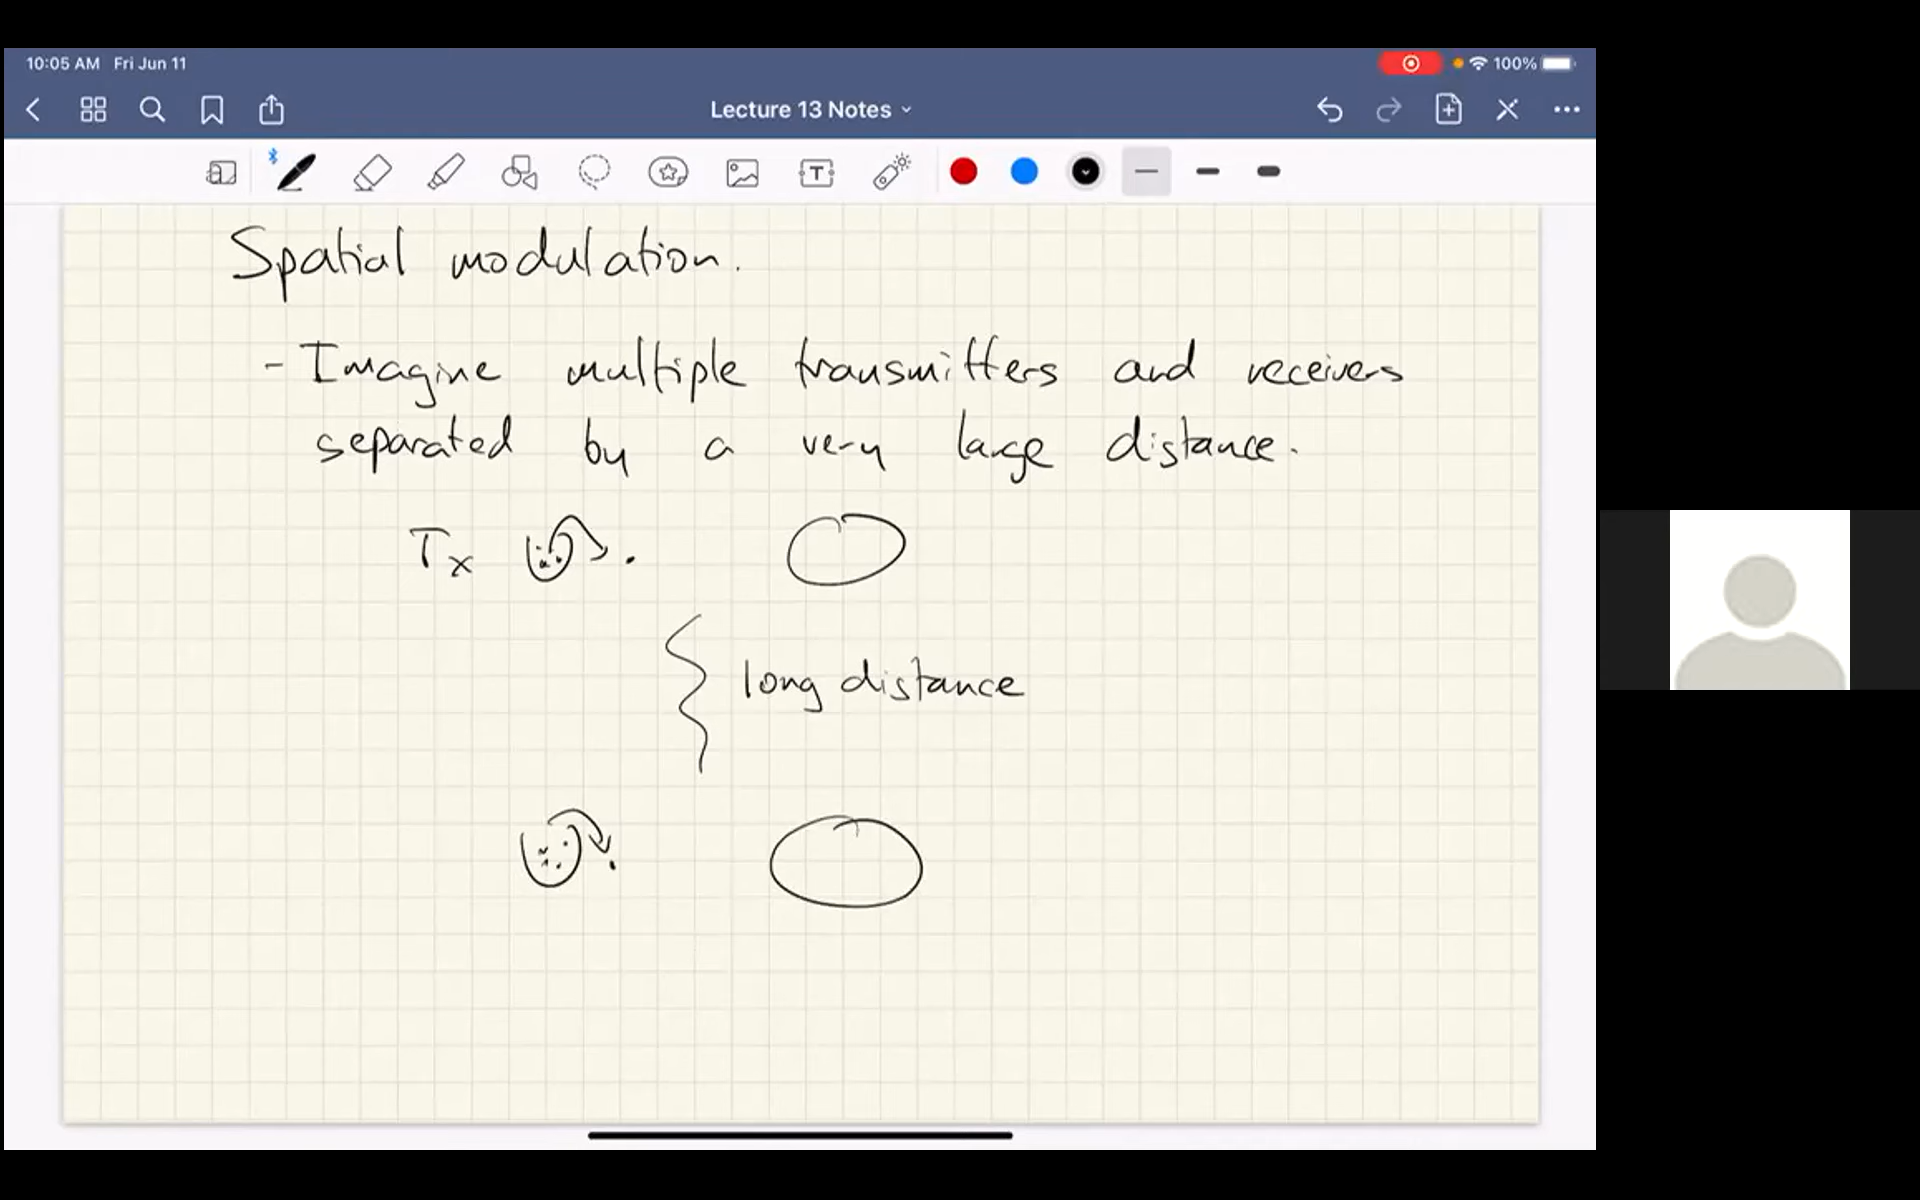 10:05 AM Fri Jun 11
100%
Lecture 13 Notes
T
Spatial modulation.
- Imagine multiple transmitters and receivers
separated by a very large distance.
Tx
long distance